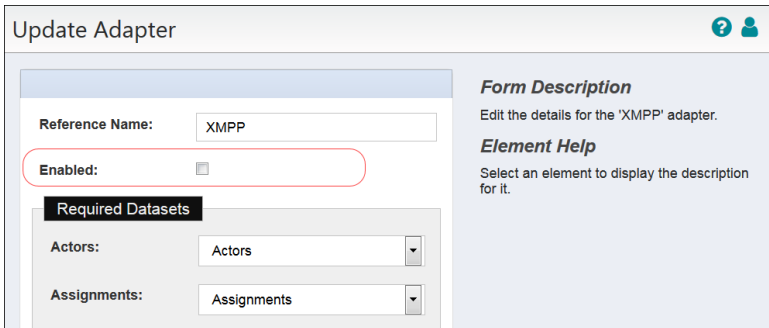 Update Adapter
Reference Name: XMPP
Enabled:
Required Datasets
Actors: Actors
Assignments: Assignments
Form Description
Edit the details for the 'XMPP' adapter.
Element Help
Select an element to display the description
for it.